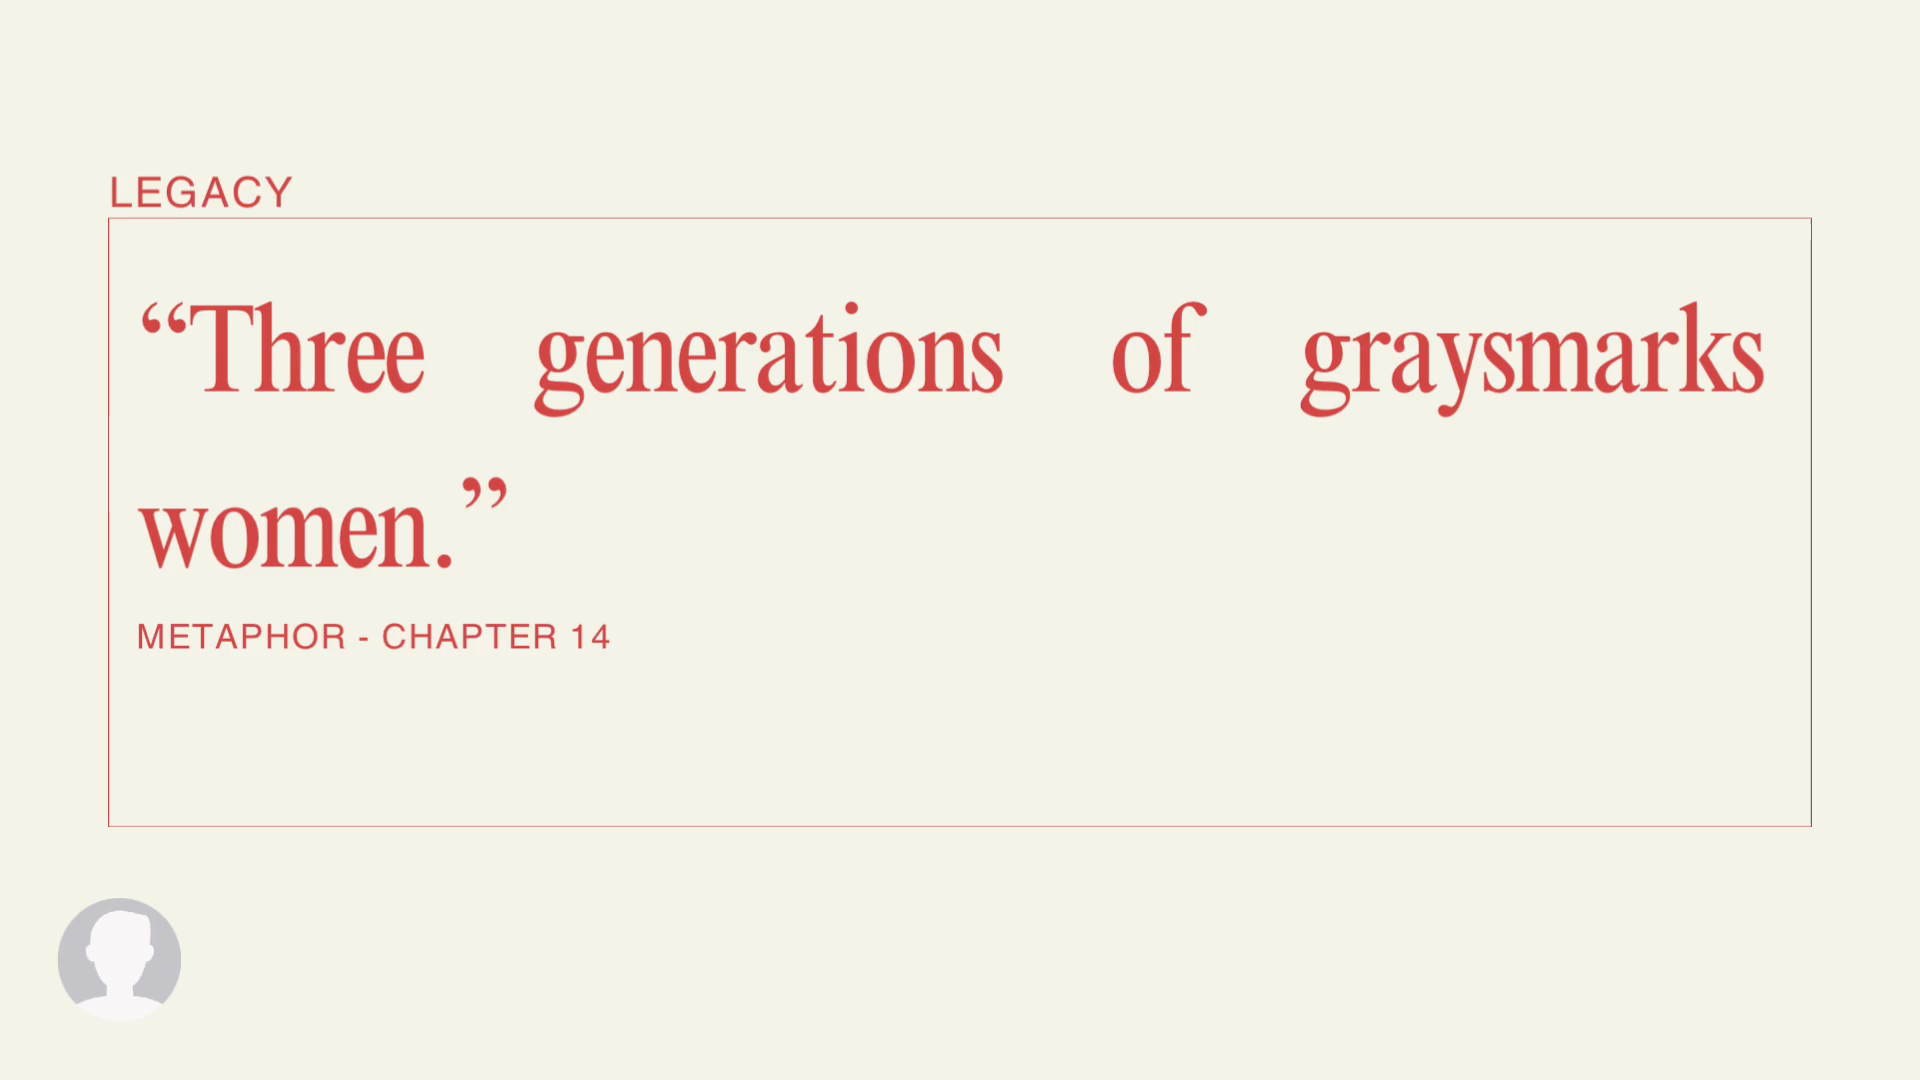 LEGACY
“Three generations of graysmarks
women.”
METAPHOR - CHAPTER 14